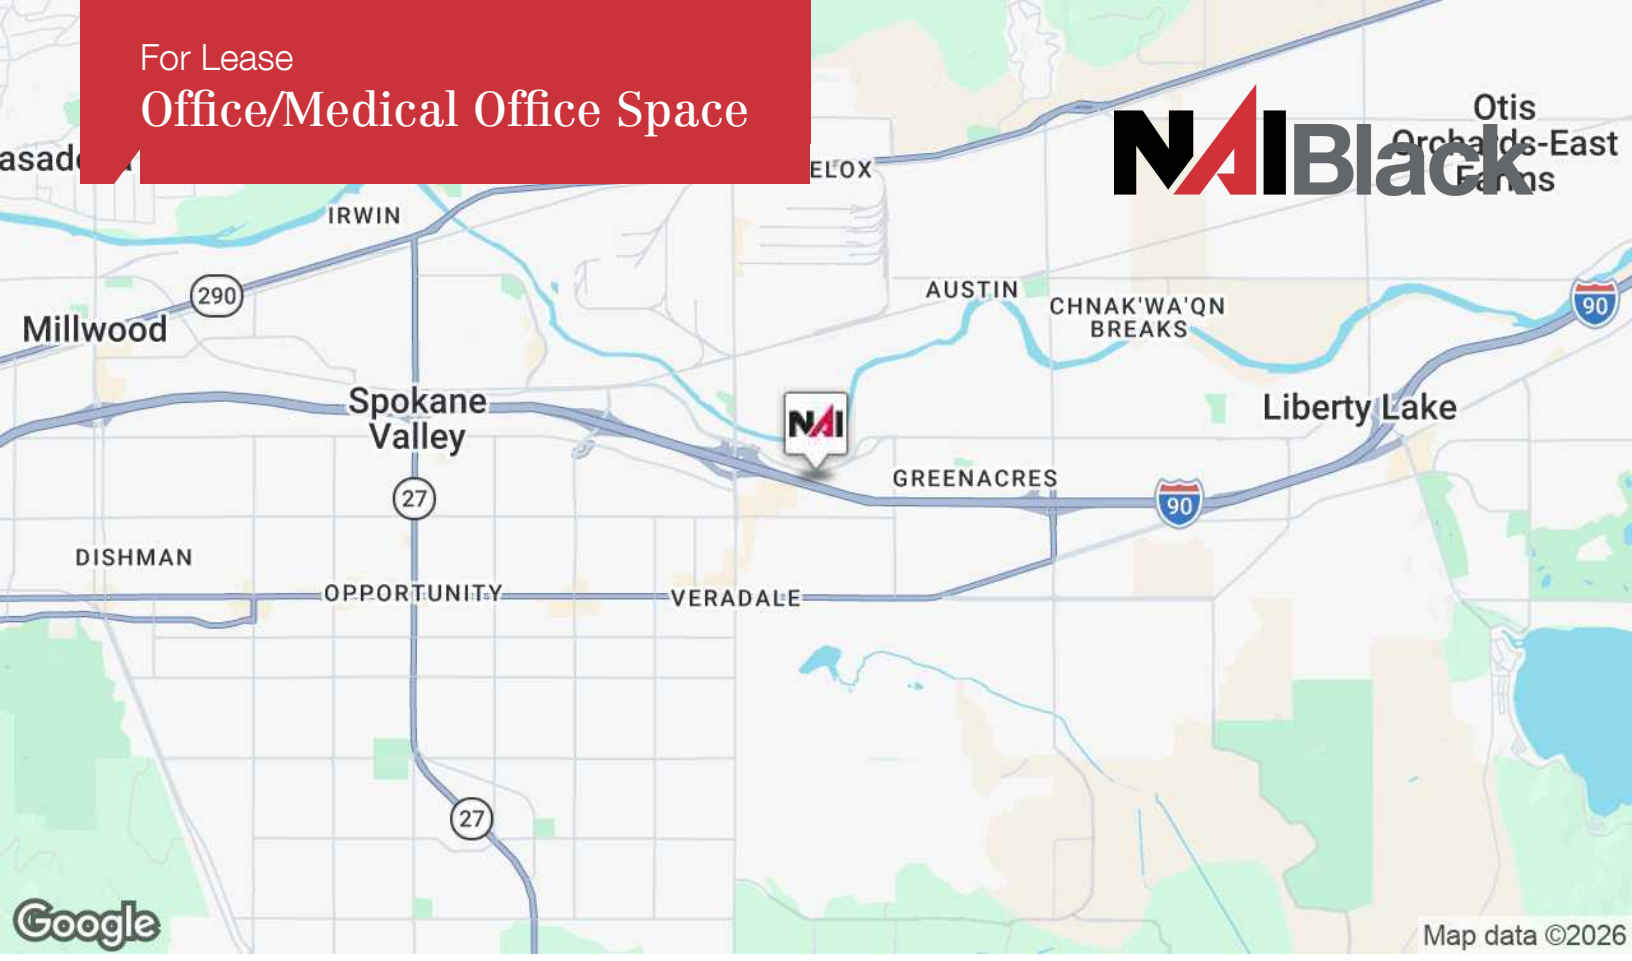 For Lease
Office/Medical Office Space
NAIBlack
Otis
Orchards-East
Farms
ELOX
IRWIN
290
Millwood
AUSTIN
CHNAK'WA'QN
BREAKS
90
Spokane
Valley
NAI
Liberty Lake
GREENACRES
27
90
DISHMAN
OPPORTUNITY
VERADALE
27
Google
Map data ©2026